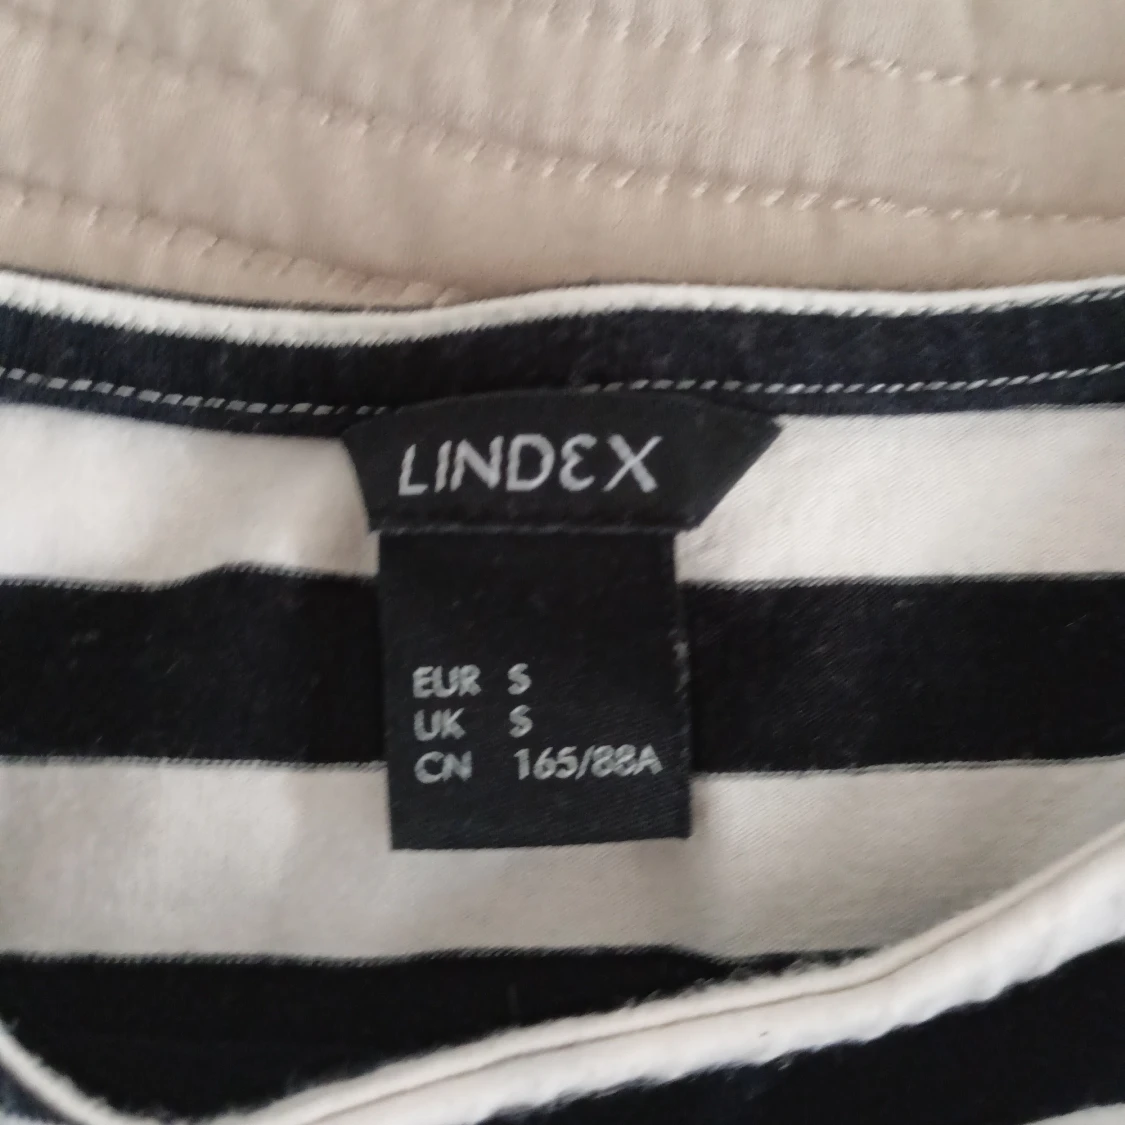 LINDEX
EUR S
UK S
CN 165/88A